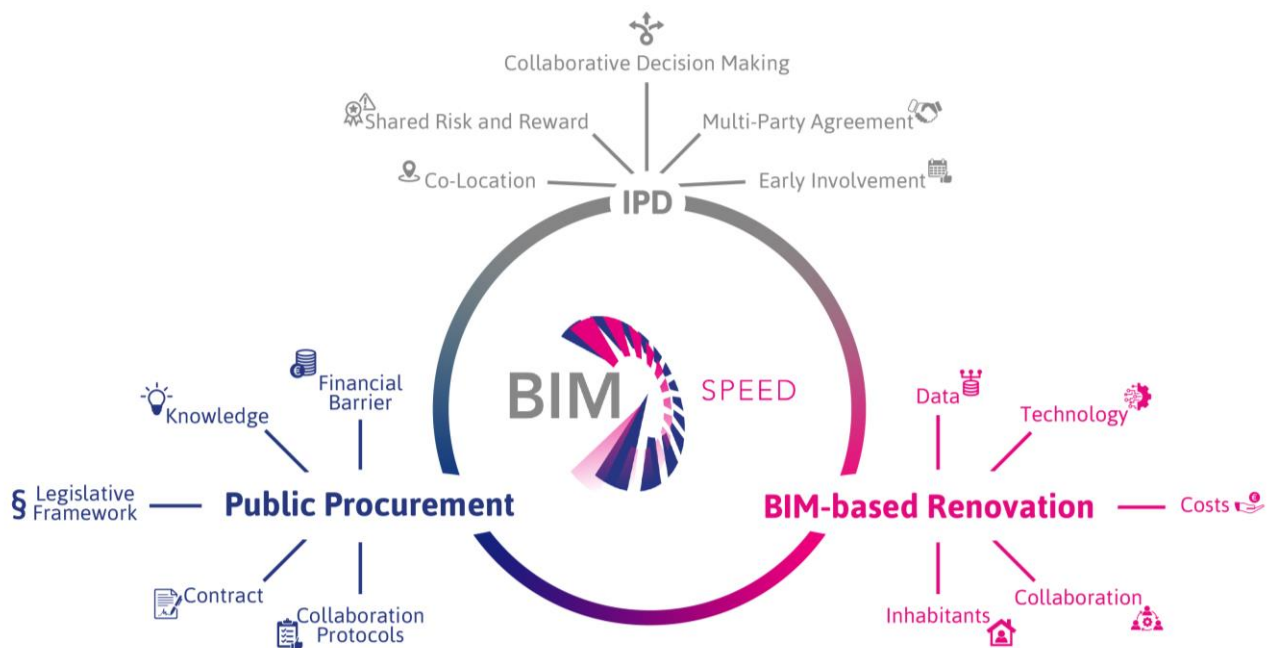 Collaborative Decision Making
Shared Risk and Reward
Multi-Party Agreement
Co-Location
Early Involvement
IPD
BIM SPEED
Financial
Barrier
Knowledge
§ Legislative
Framework
Public Procurement
Contract
Collaboration
Protocols
Data
Technology
BIM-based Renovation
Costs
Collaboration
Inhabitants